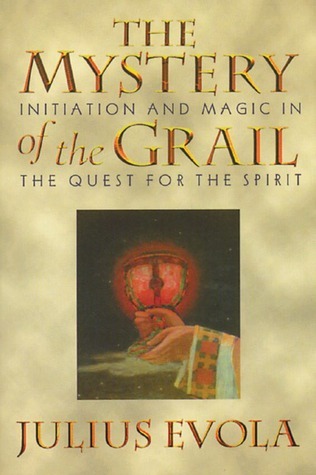 THE
MYSTERY
INITIATION AND MAGIC IN
of the GRAIL
THE QUEST FOR THE SPIRIT
JULIUS EVOLA